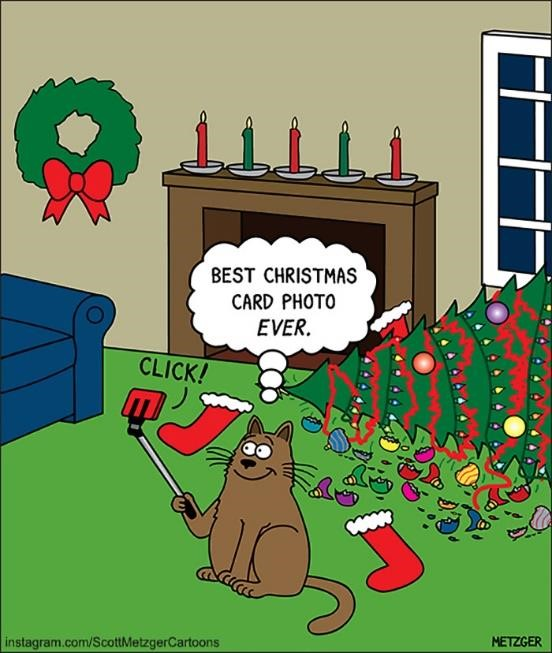 BEST CHRISTMAS
CARD PHOTO
EVER.
CLICK!
instagram.com/ScottMetzgerCartoons
METZGER